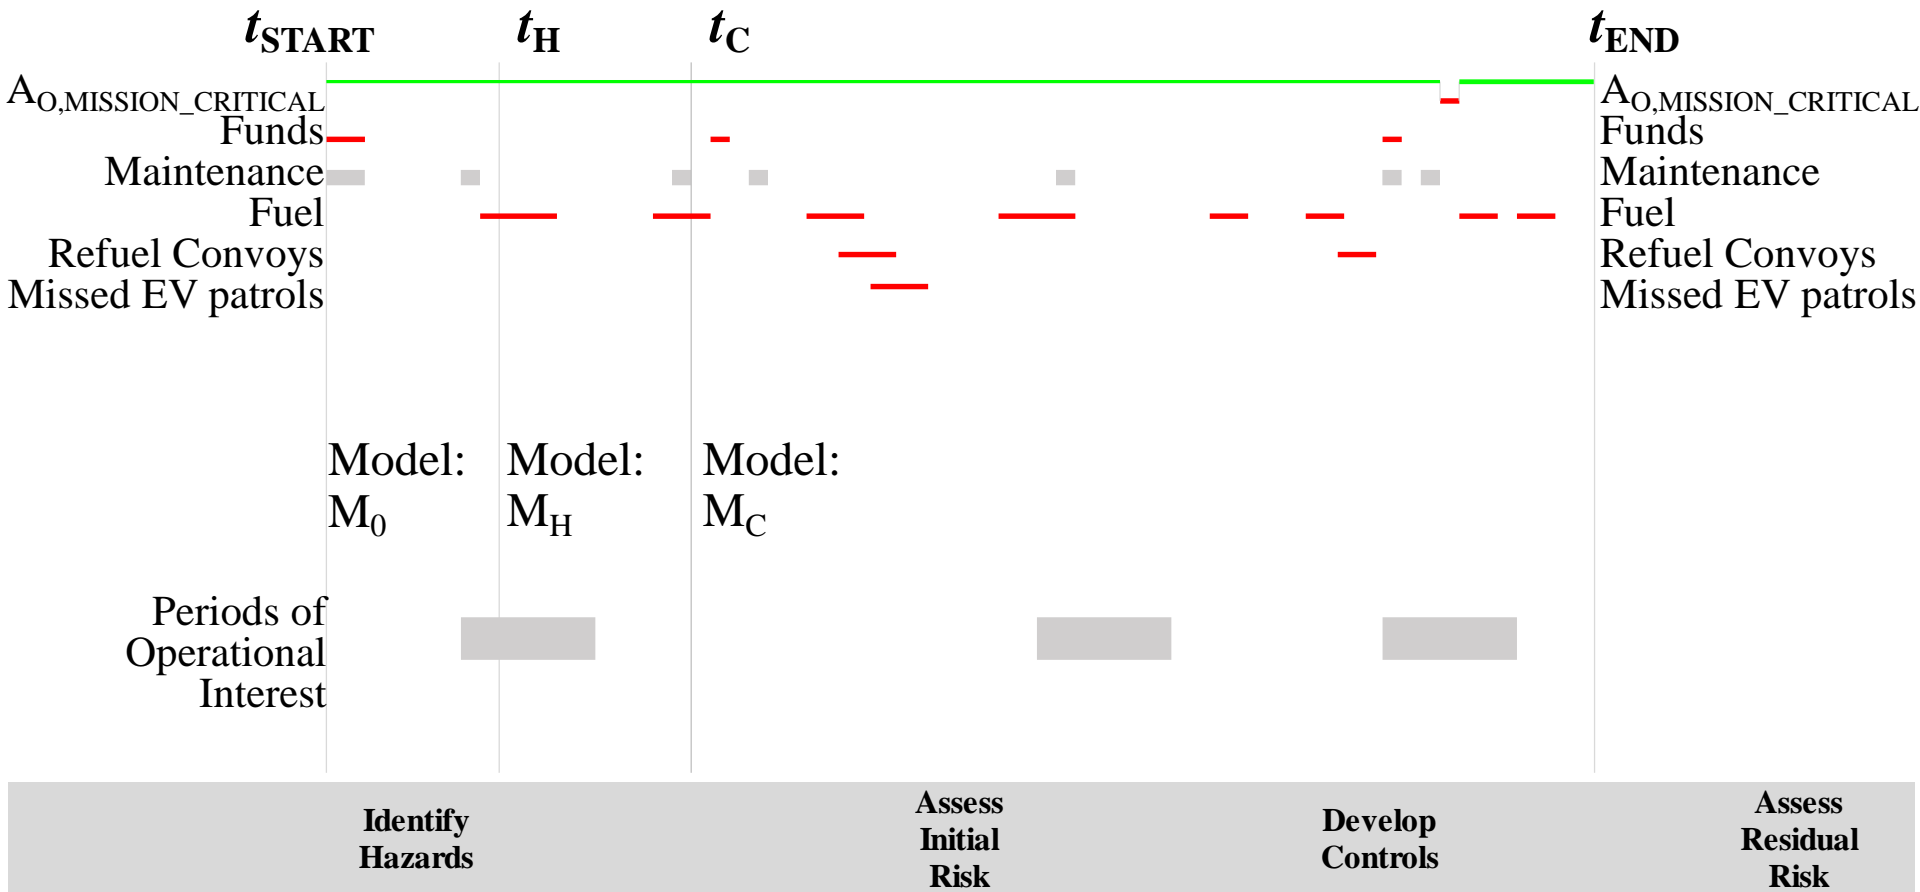 tSTART tH tC tEND
AO,MISSION_CRITICAL AO,MISSION_CRITICAL
Funds Funds
Maintenance Maintenance
Fuel Fuel
Refuel Convoys Refuel Convoys
Missed EV patrols Missed EV patrols
Model: Model: Model:
M0 MH MC
Periods of
Operational
Interest
Identify
Hazards
Assess
Initial
Risk
Develop
Controls
Assess
Residual
Risk